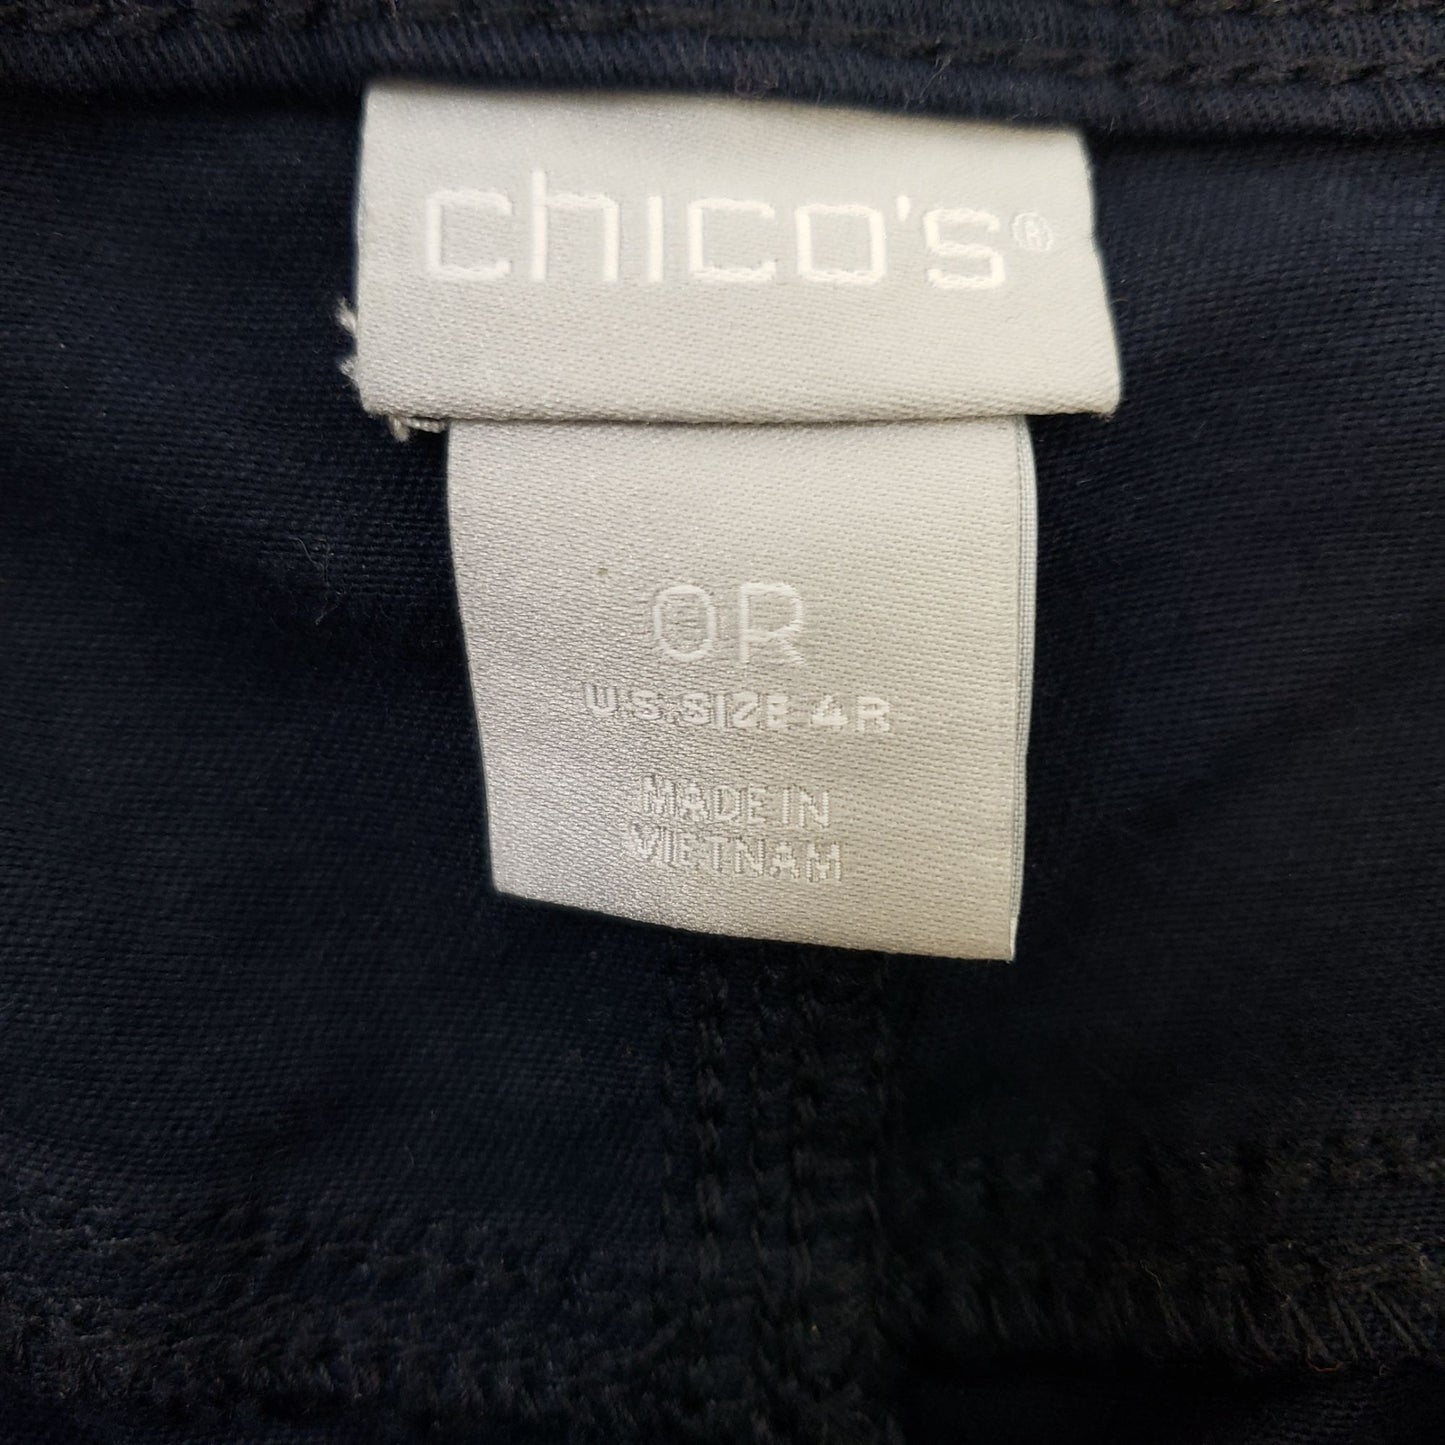 chico's®
0R
U.S. SIZE 4R
MADE IN
VIETNAM